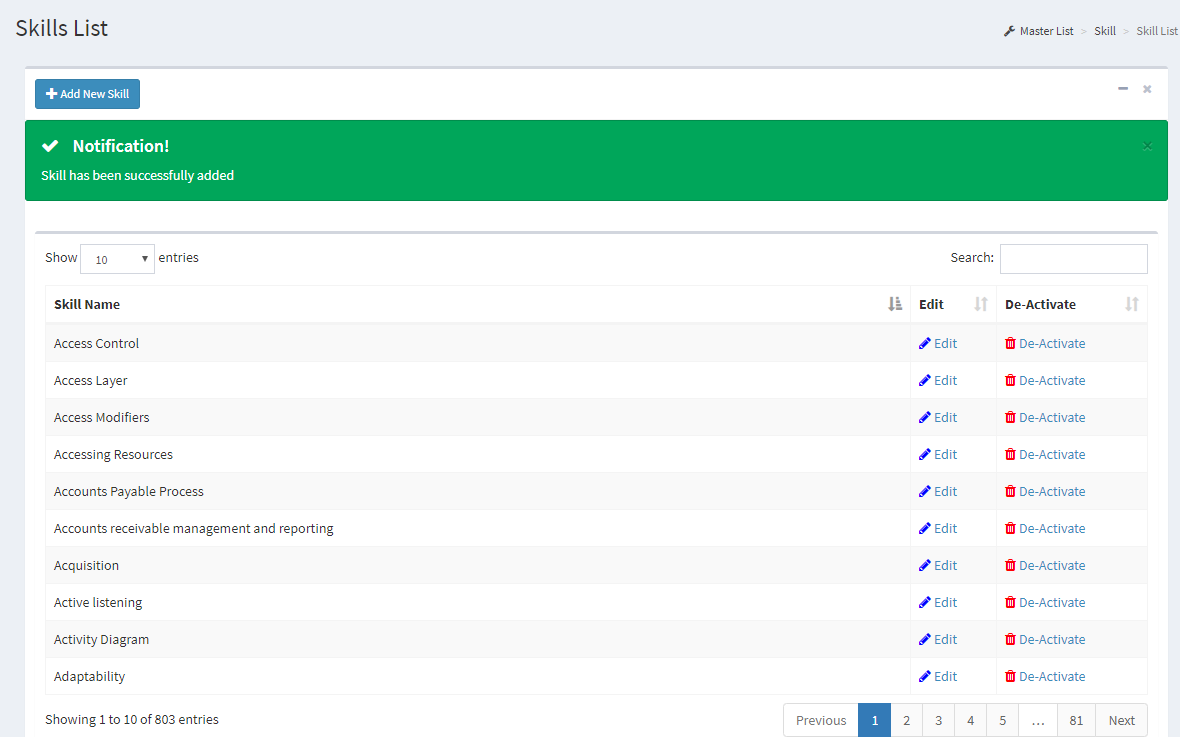 Skills List
Master List > Skill > Skill List
Add New Skill
Notification!
Skill has been successfully added
Show 10 entries
Search:
Skill Name Edit De-Activate
Access Control Edit De-Activate
Access Layer Edit De-Activate
Access Modifiers Edit De-Activate
Accessing Resources Edit De-Activate
Accounts Payable Process Edit De-Activate
Accounts receivable management and reporting Edit De-Activate
Acquisition Edit De-Activate
Active listening Edit De-Activate
Activity Diagram Edit De-Activate
Adaptability Edit De-Activate
Showing 1 to 10 of 803 entries
Previous 1 2 3 4 5 … 81 Next